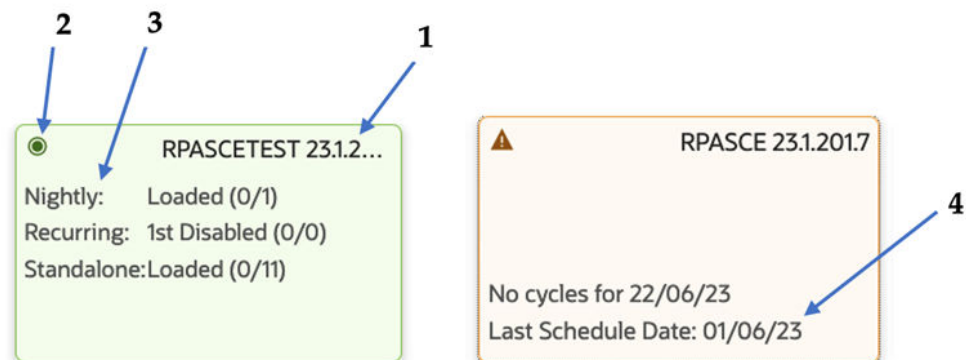 2
3
1
RPASCETEST 23.1.2...
Nightly: Loaded (0/1)
Recurring: 1st Disabled (0/0)
Standalone:Loaded (0/11)
RPASCE 23.1.201.7
4
No cycles for 22/06/23
Last Schedule Date: 01/06/23